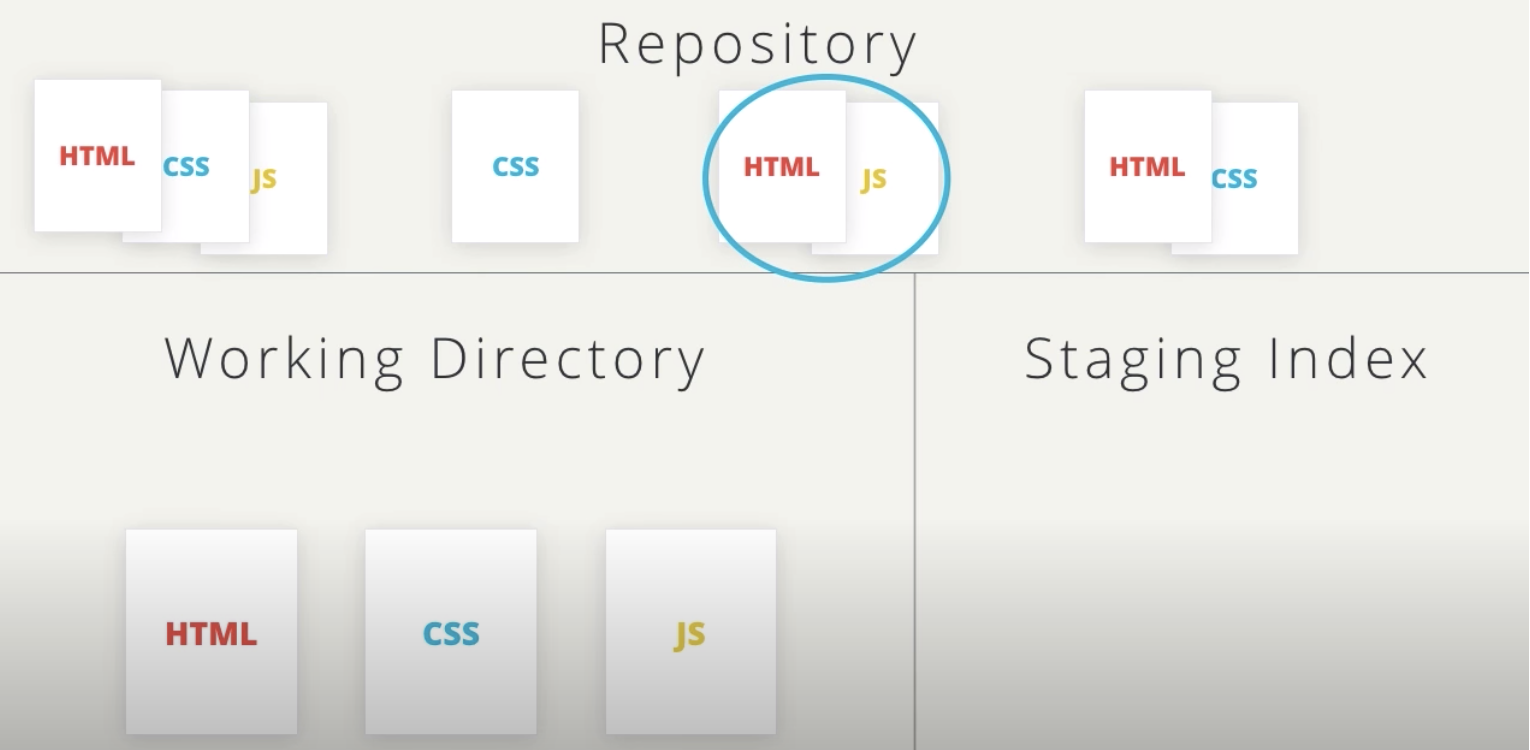 Repository
HTML CSS JS
CSS
HTML JS
HTML CSS
Working Directory
Staging Index
HTML
CSS
JS